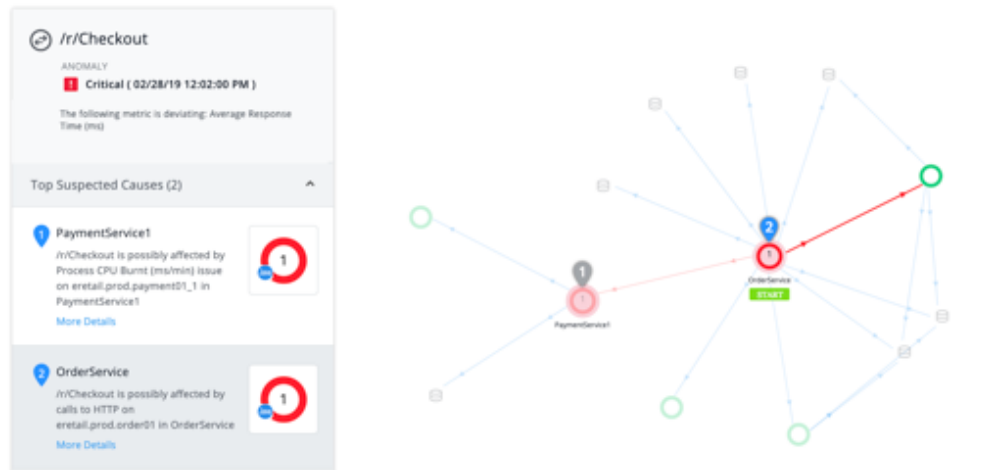 /r/Checkout
ANOMALY
Critical ( 02/28/19 12:02:00 PM )
The following metric is deviating: Average Response
Time (ms)
Top Suspected Causes (2)
1
PaymentService1
/r/Checkout is possibly affected by
Process CPU Burnt (ms/min) issue
on eretail.prod.payment01_1 in
PaymentService1
More Details
1
2
OrderService
/r/Checkout is possibly affected by
calls to HTTP on
eretail.prod.order01 in OrderService
More Details
1
2
1
OrderService
START
1
1
PaymentService1